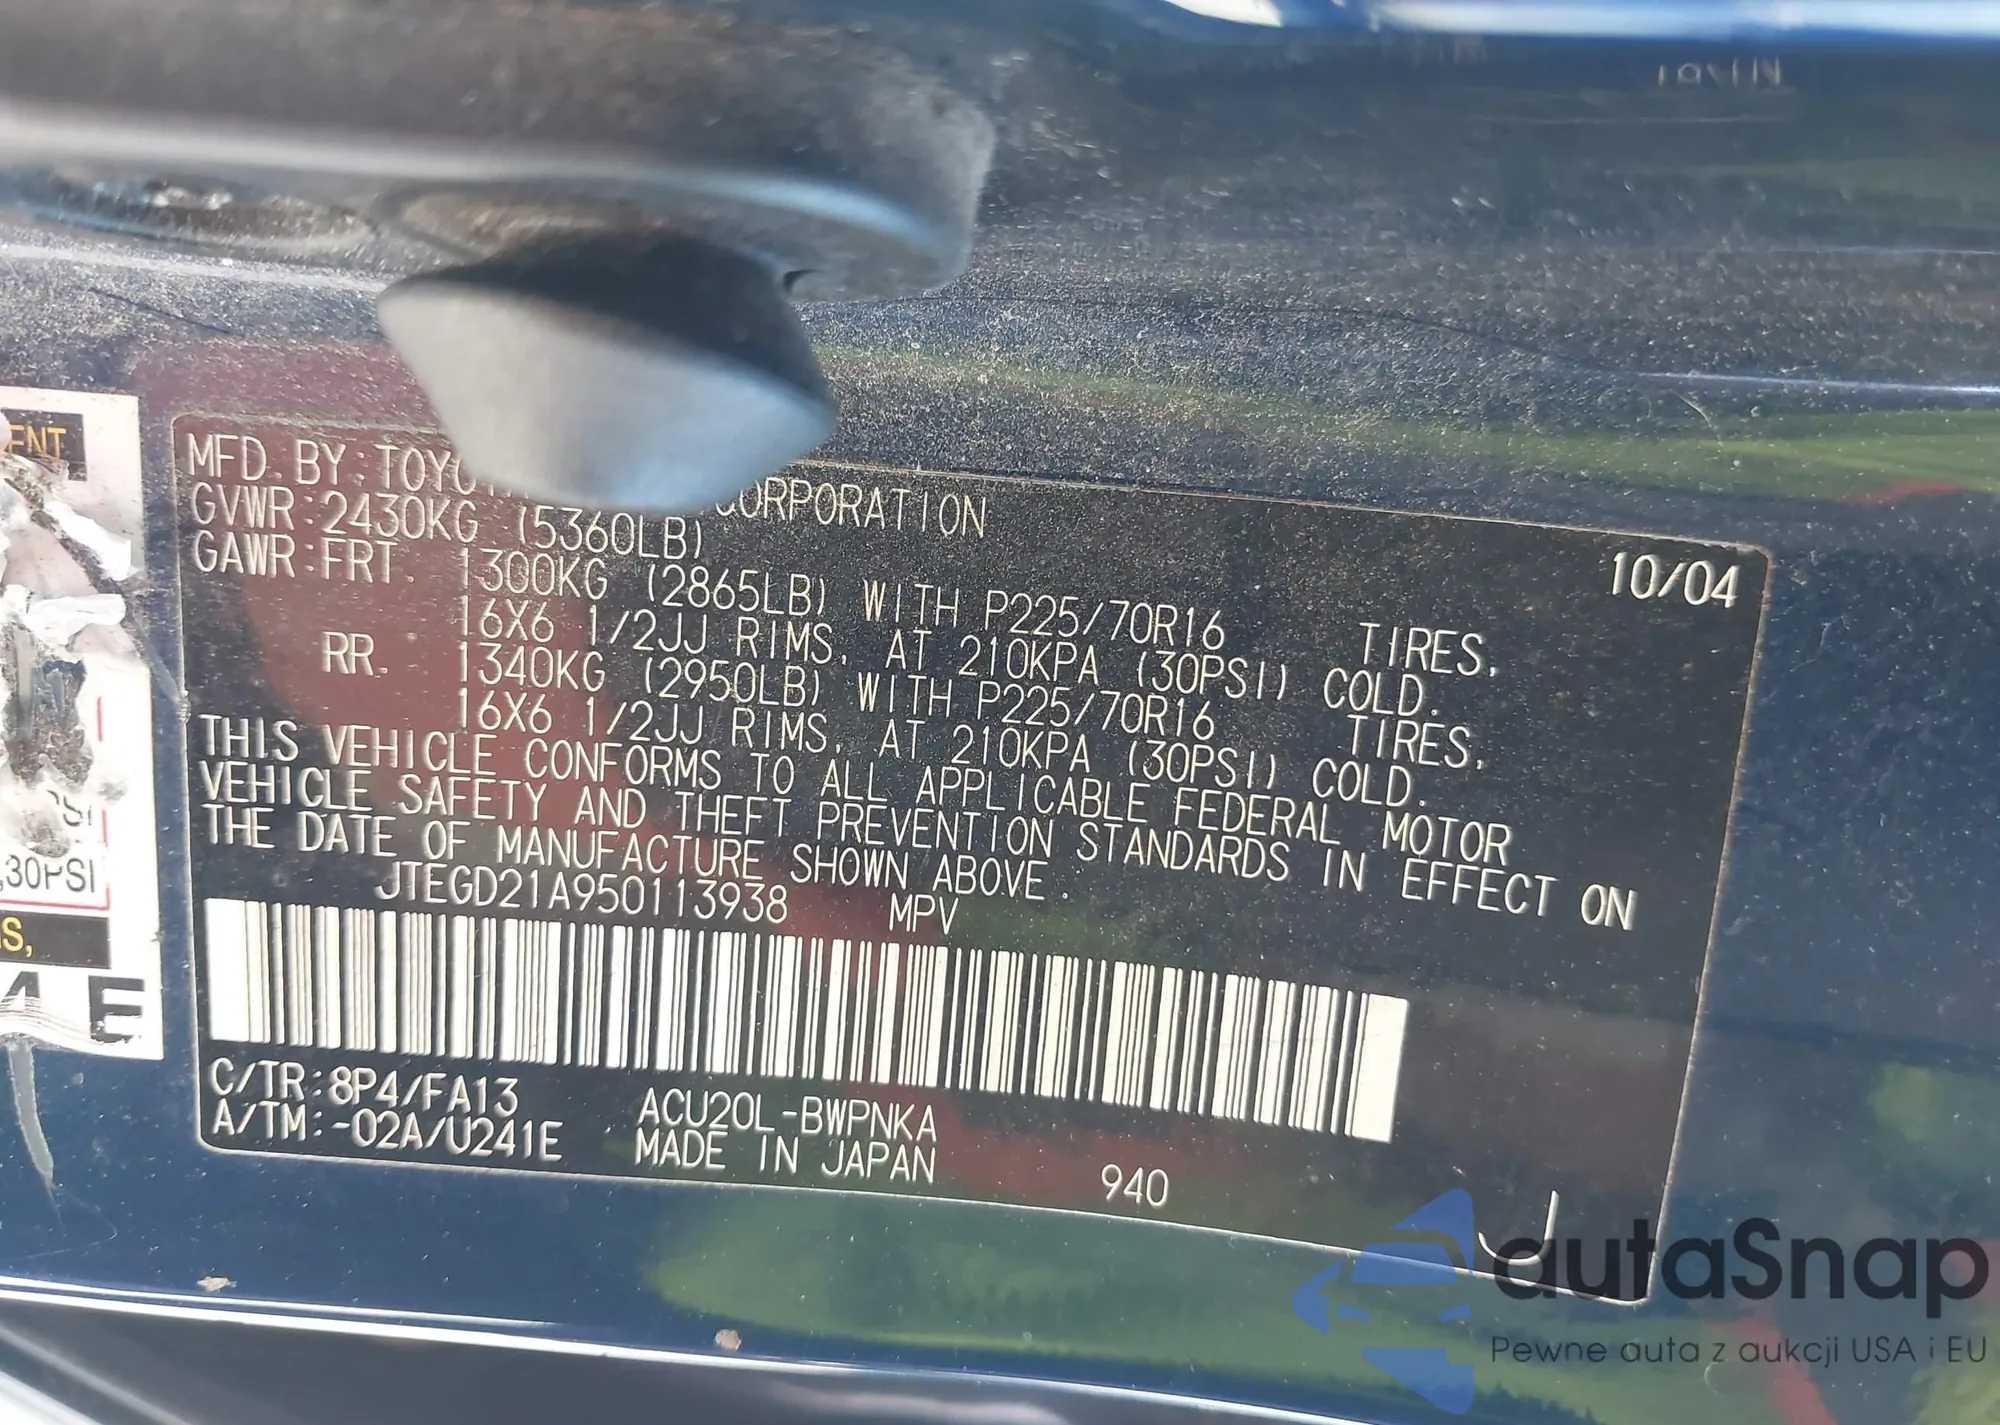 MFD. BY: TOYOTA CORPORATION
10/04
GVWR: 2430KG (5360LB)
GAWR: FRT. 1300KG (2865LB) WITH P225/70R16 TIRES,
16X6 1/2JJ RIMS, AT 210KPA (30PSI) COLD.
RR. 1340KG (2950LB) WITH P225/70R16 TIRES,
16X6 1/2JJ RIMS, AT 210KPA (30PSI) COLD.
THIS VEHICLE CONFORMS TO ALL APPLICABLE FEDERAL MOTOR
VEHICLE SAFETY AND THEFT PREVENTION STANDARDS IN EFFECT ON
THE DATE OF MANUFACTURE SHOWN ABOVE.
JTEGD21A950113938 MPV
C/TR: 8P4/FA13 ACU20L-BWPNKA
A/TM: -02A/U241E MADE IN JAPAN
940
J
30PSI
S,
4 E
autaSnap
Pewne auta z aukcji USA i EU